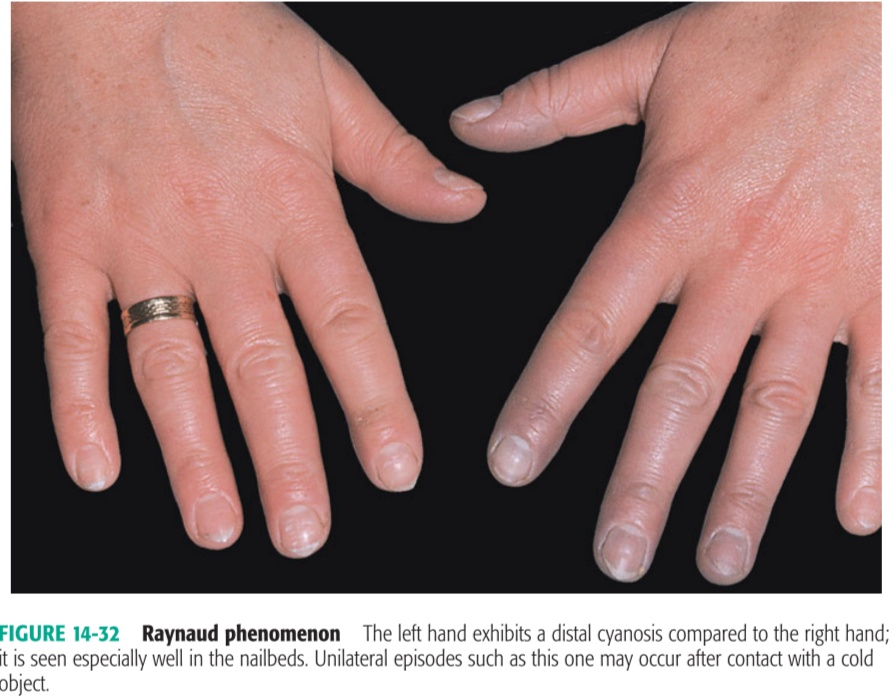 FIGURE 14-32 Raynaud phenomenon The left hand exhibits a distal cyanosis compared to the right hand;
it is seen especially well in the nailbeds. Unilateral episodes such as this one may occur after contact with a cold
object.